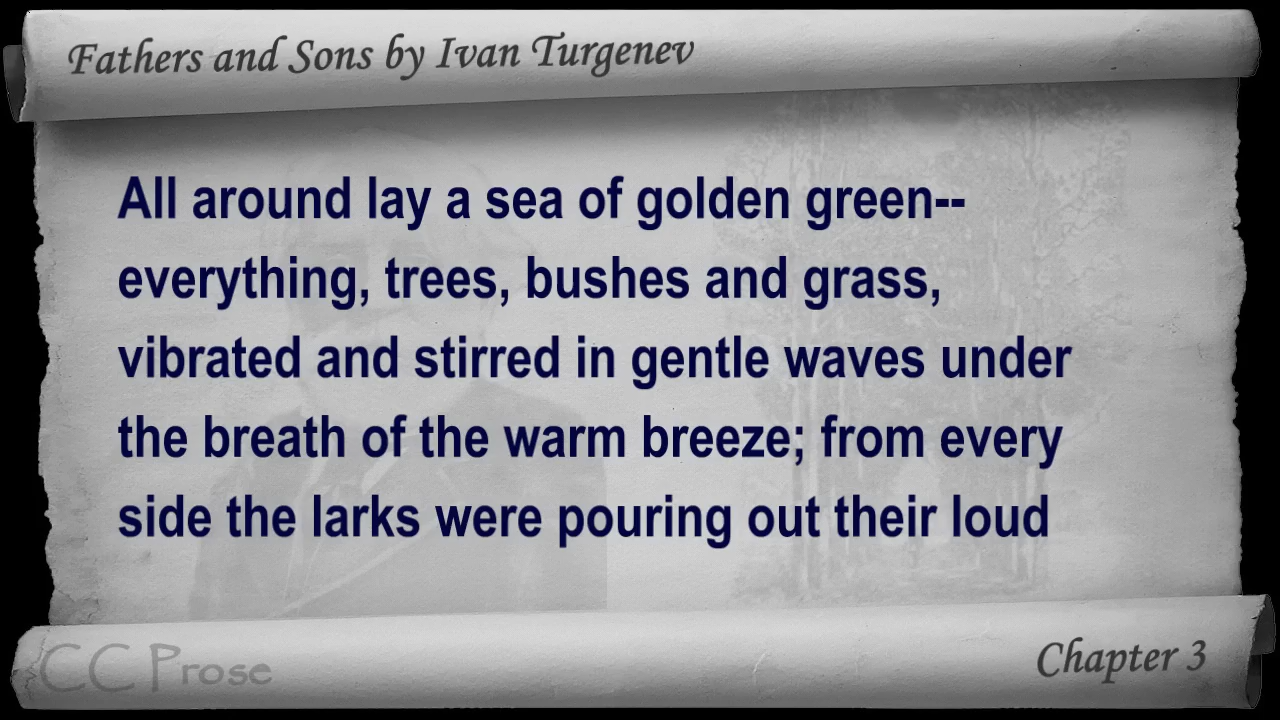 Fathers and Sons by Ivan Turgenev
All around lay a sea of golden green--
everything, trees, bushes and grass,
vibrated and stirred in gentle waves under
the breath of the warm breeze; from every
side the larks were pouring out their loud
CC Prose
Chapter 3